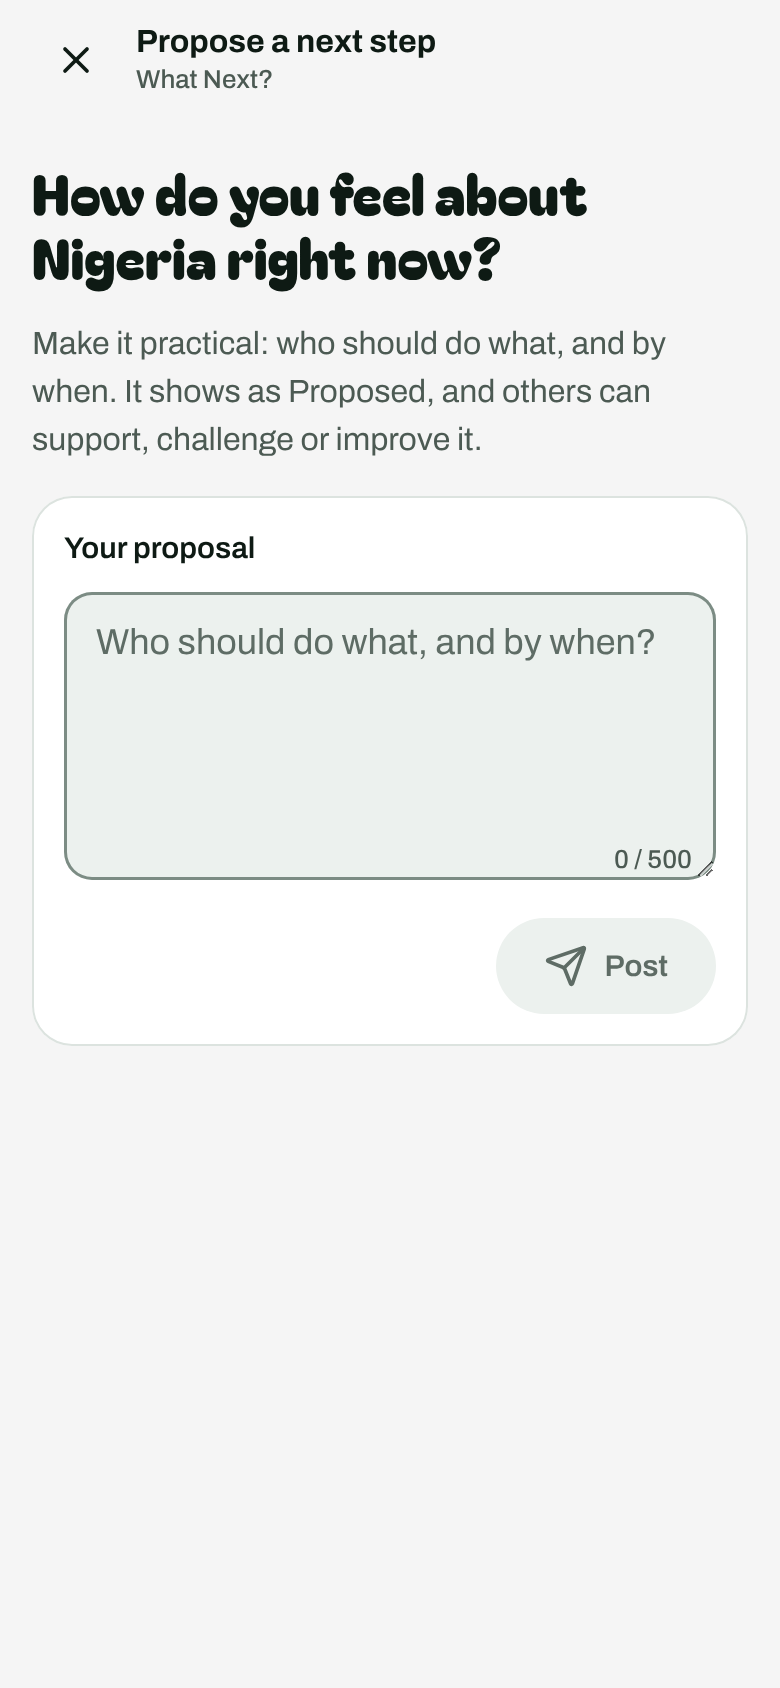 Propose a next step
What Next?
How do you feel about
Nigeria right now?
Make it practical: who should do what, and by
when. It shows as Proposed, and others can
support, challenge or improve it.
Your proposal
Who should do what, and by when?
0 / 500
Post